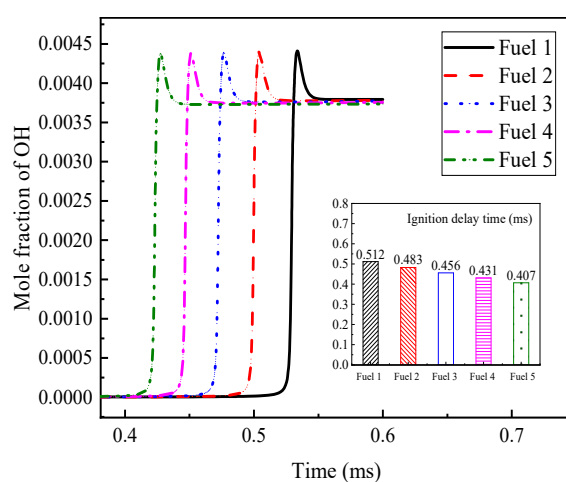 0.0045
0.0040
0.0035
0.0030
0.0025
0.0020
0.0015
0.0010
0.0005
0.0000
Mole fraction of OH
Fuel 1
Fuel 2
Fuel 3
Fuel 4
Fuel 5
0.8
0.7
0.6
0.5
0.4
0.3
0.2
0.1
0.0
Ignition delay time (ms)
0.512
0.483
0.456
0.431
0.407
Fuel 1 Fuel 2 Fuel 3 Fuel 4 Fuel 5
0.4 0.5 0.6 0.7
Time (ms)